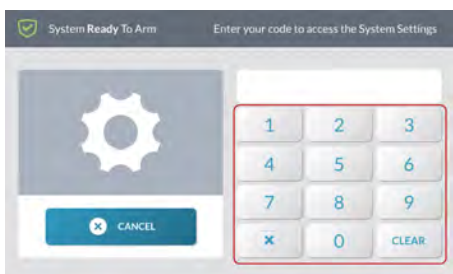 System Ready To Arm
Enter your code to access the System Settings
1 2 3
4 5 6
7 8 9
× 0 CLEAR
× CANCEL